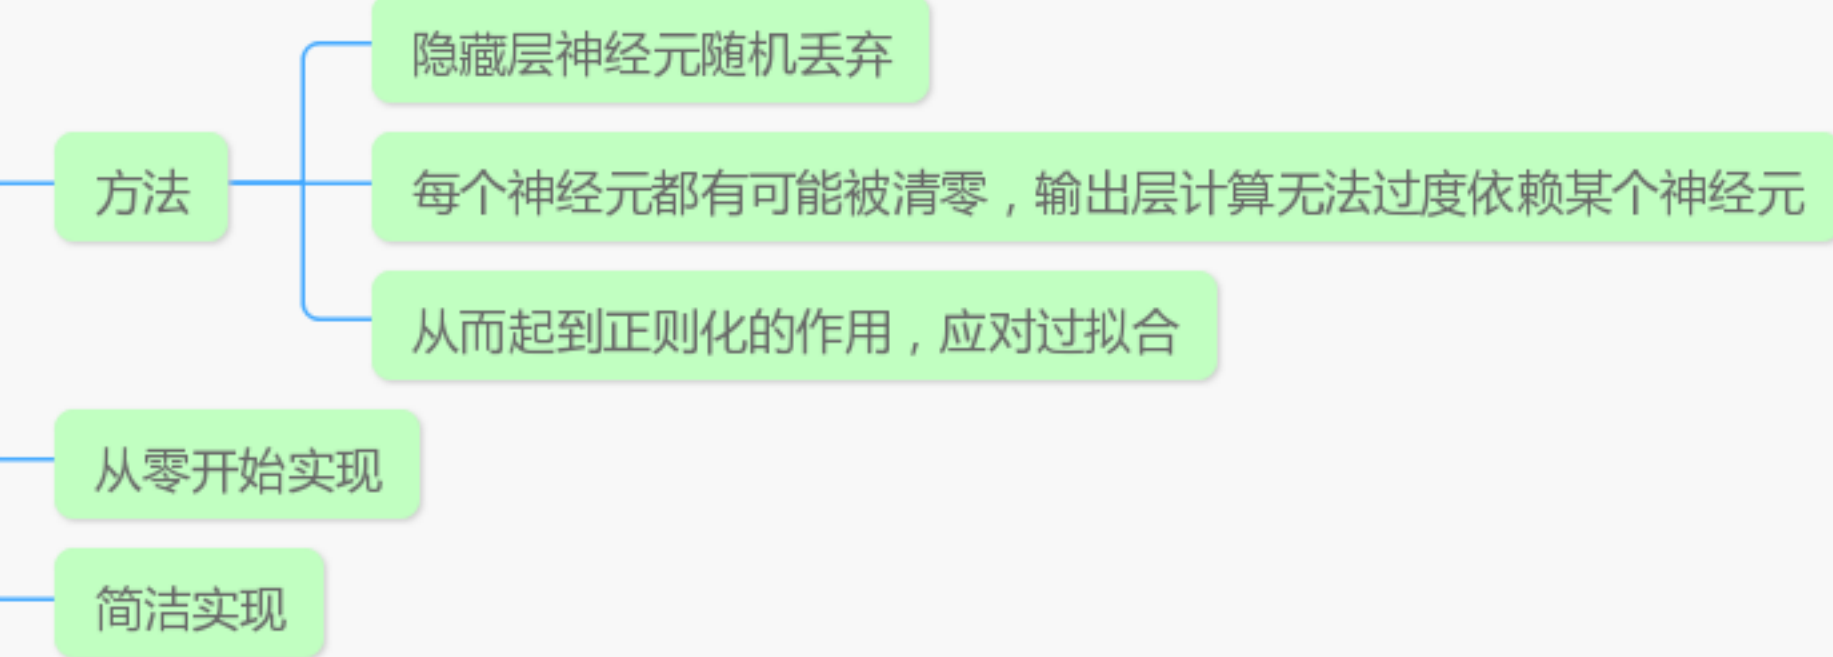 隐藏层神经元随机丢弃
方法
每个神经元都有可能被清零，输出层计算无法过度依赖某个神经元
从而起到正则化的作用，应对过拟合
从零开始实现
简洁实现